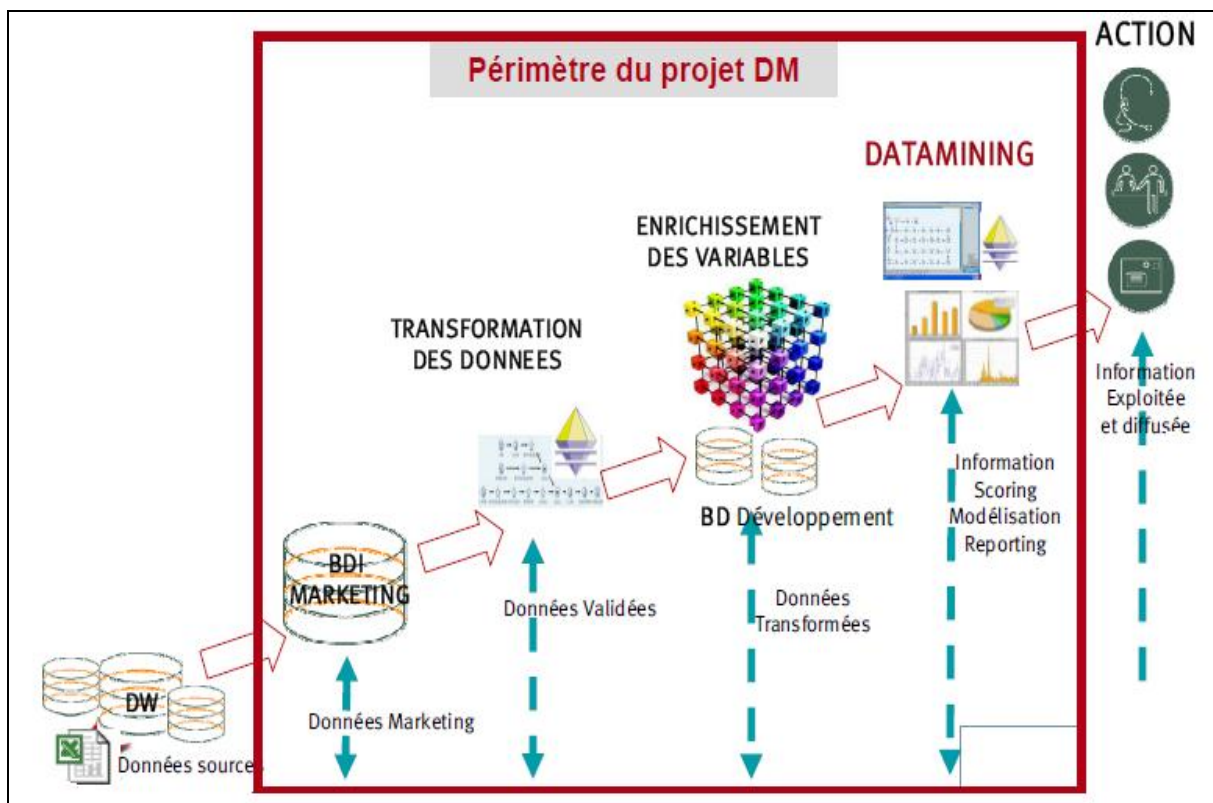 ACTION
Périmètre du projet DM
DATAMINING
ENRICHISSEMENT
DES VARIABLES
TRANSFORMATION
DES DONNEES
Information
Exploitée
et diffusée
Information
Scoring
Modélisation
Reporting
BD Développement
BDI
MARKETING
Données Validées
Données
Transformées
DW
Données Marketing
Données sources